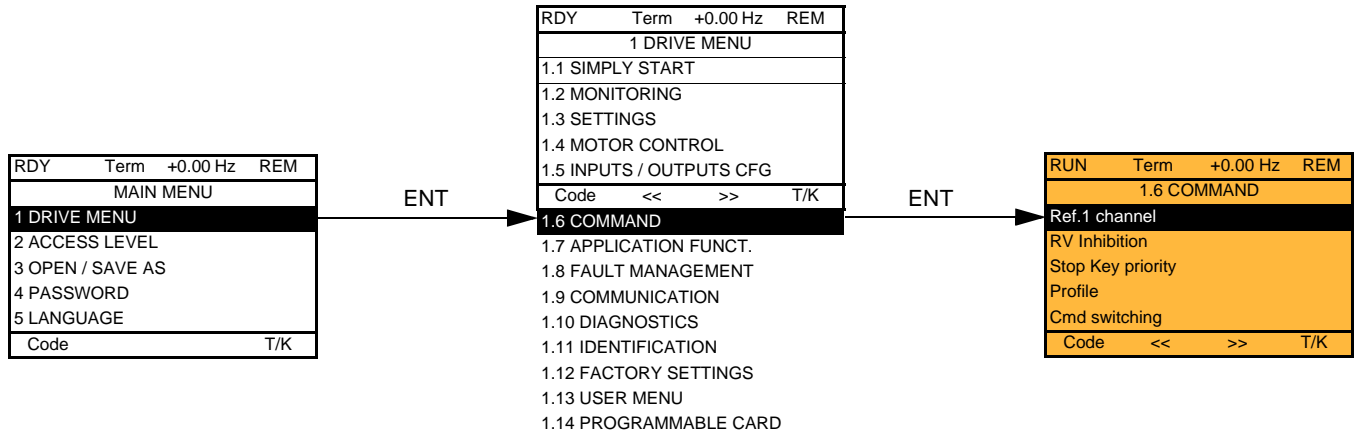 RDY Term +0.00 Hz REM
MAIN MENU
1 DRIVE MENU
2 ACCESS LEVEL
3 OPEN / SAVE AS
4 PASSWORD
5 LANGUAGE
Code T/K
ENT
RDY Term +0.00 Hz REM
1 DRIVE MENU
1.1 SIMPLY START
1.2 MONITORING
1.3 SETTINGS
1.4 MOTOR CONTROL
1.5 INPUTS / OUTPUTS CFG
Code << >> T/K
1.6 COMMAND
1.7 APPLICATION FUNCT.
1.8 FAULT MANAGEMENT
1.9 COMMUNICATION
1.10 DIAGNOSTICS
1.11 IDENTIFICATION
1.12 FACTORY SETTINGS
1.13 USER MENU
1.14 PROGRAMMABLE CARD
ENT
RUN Term +0.00 Hz REM
1.6 COMMAND
Ref.1 channel
RV Inhibition
Stop Key priority
Profile
Cmd switching
Code << >> T/K